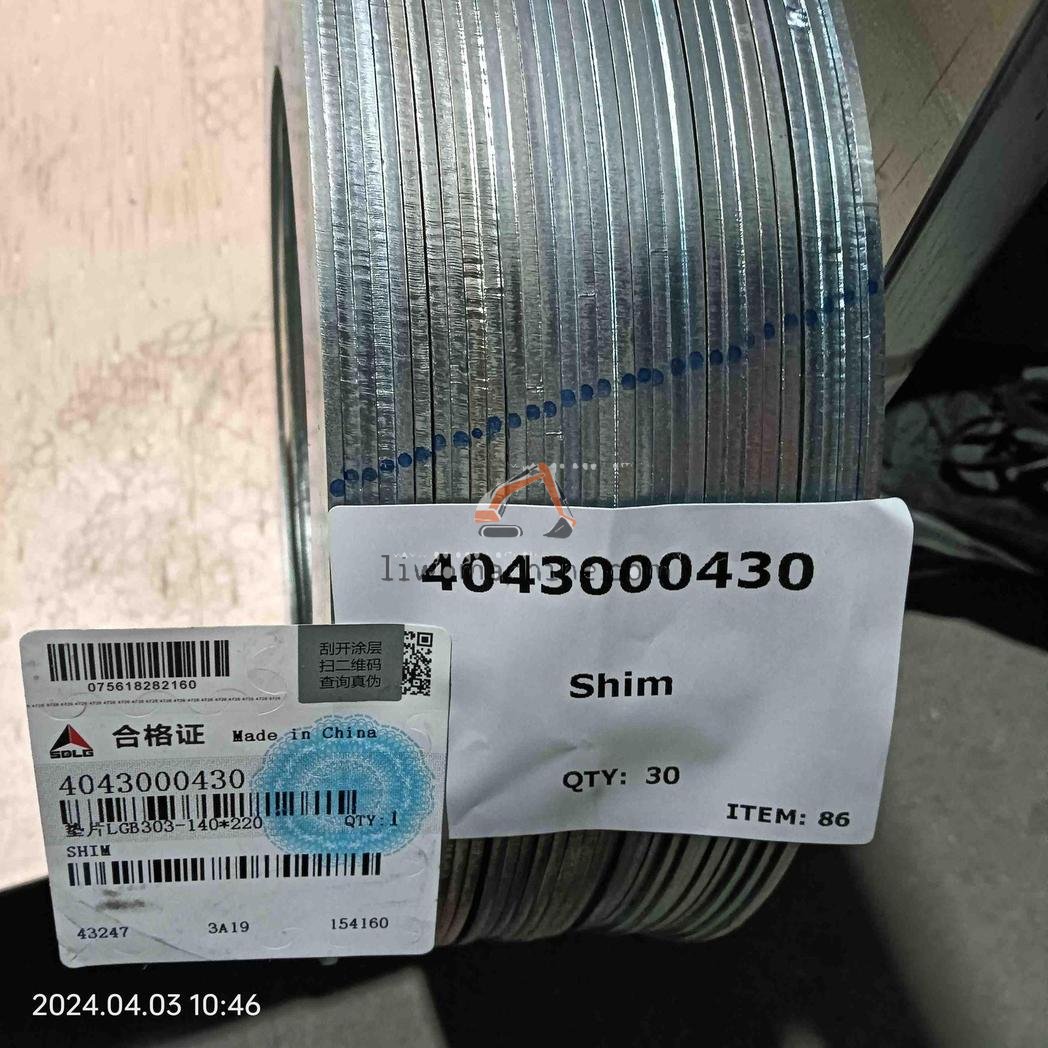 liwomachine.com
4043000430
Shim
QTY: 30
ITEM: 86
075618282160
刮开涂层
扫二维码
查询真伪
SDLG
合格证 Made in China
4043000430
垫片LGB303-140*220 QTY:1
SHIM
43247 3A19 154160
2024.04.03 10:46